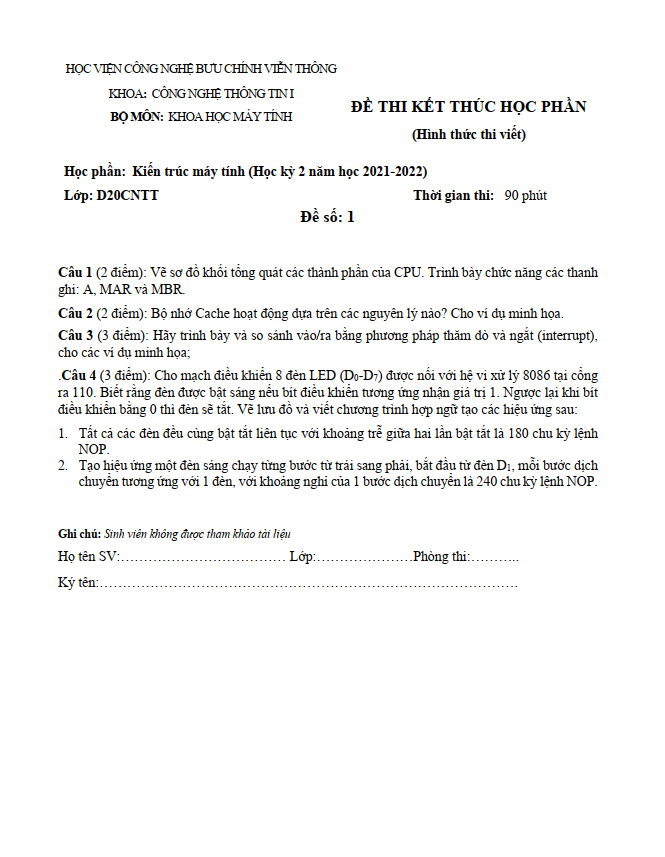 HỌC VIỆN CÔNG NGHỆ BƯU CHÍNH VIỄN THÔNG
KHOA: CÔNG NGHỆ THÔNG TIN I
BỘ MÔN: KHOA HỌC MÁY TÍNH
ĐỀ THI KẾT THÚC HỌC PHẦN
(Hình thức thi viết)
Học phần: Kiến trúc máy tính (Học kỳ 2 năm học 2021-2022)
Lớp: D20CNTT Thời gian thi: 90 phút
Đề số: 1
Câu 1 (2 điểm): Vẽ sơ đồ khối tổng quát các thành phần của CPU. Trình bày chức năng các thanh
ghi: A, MAR và MBR.
Câu 2 (2 điểm): Bộ nhớ Cache hoạt động dựa trên các nguyên lý nào? Cho ví dụ minh họa.
Câu 3 (3 điểm): Hãy trình bày và so sánh vào/ra bằng phương pháp thăm dò và ngắt (interrupt),
cho các ví dụ minh họa;
.Câu 4 (3 điểm): Cho mạch điều khiển 8 đèn LED (D0-D7) được nối với hệ vi xử lý 8086 tại cổng
ra 110. Biết rằng đèn được bật sáng nếu bít điều khiển tương ứng nhận giá trị 1. Ngược lại khi bít
điều khiển bằng 0 thì đèn sẽ tắt. Vẽ lưu đồ và viết chương trình hợp ngữ tạo các hiệu ứng sau:
1. Tất cả các đèn đều cùng bật tắt liên tục với khoảng trễ giữa hai lần bật tắt là 180 chu kỳ lệnh
NOP.
2. Tạo hiệu ứng một đèn sáng chạy từng bước từ trái sang phải, bắt đầu từ đèn D1, mỗi bước dịch
chuyển tương ứng với 1 đèn, với khoảng nghỉ của 1 bước dịch chuyển là 240 chu kỳ lệnh NOP.
Ghi chú: Sinh viên không được tham khảo tài liệu
Họ tên SV:……………………………… Lớp:…………………Phòng thi:………..
Ký tên:……………………………………………………………………………….